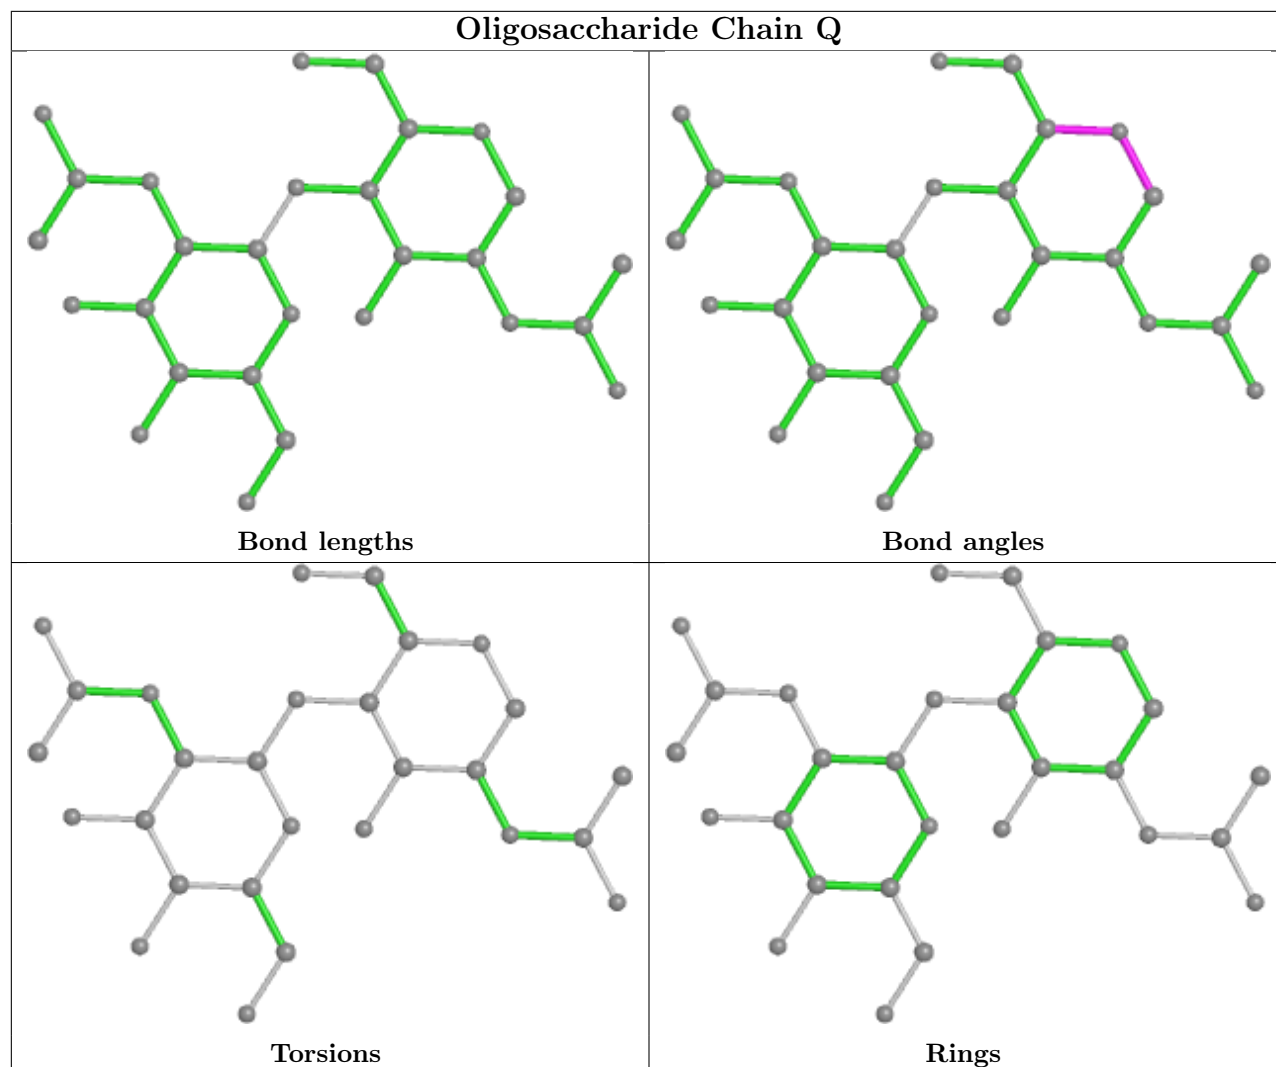 Oligosaccharide Chain Q
Bond lengths
Bond angles
Torsions
Rings